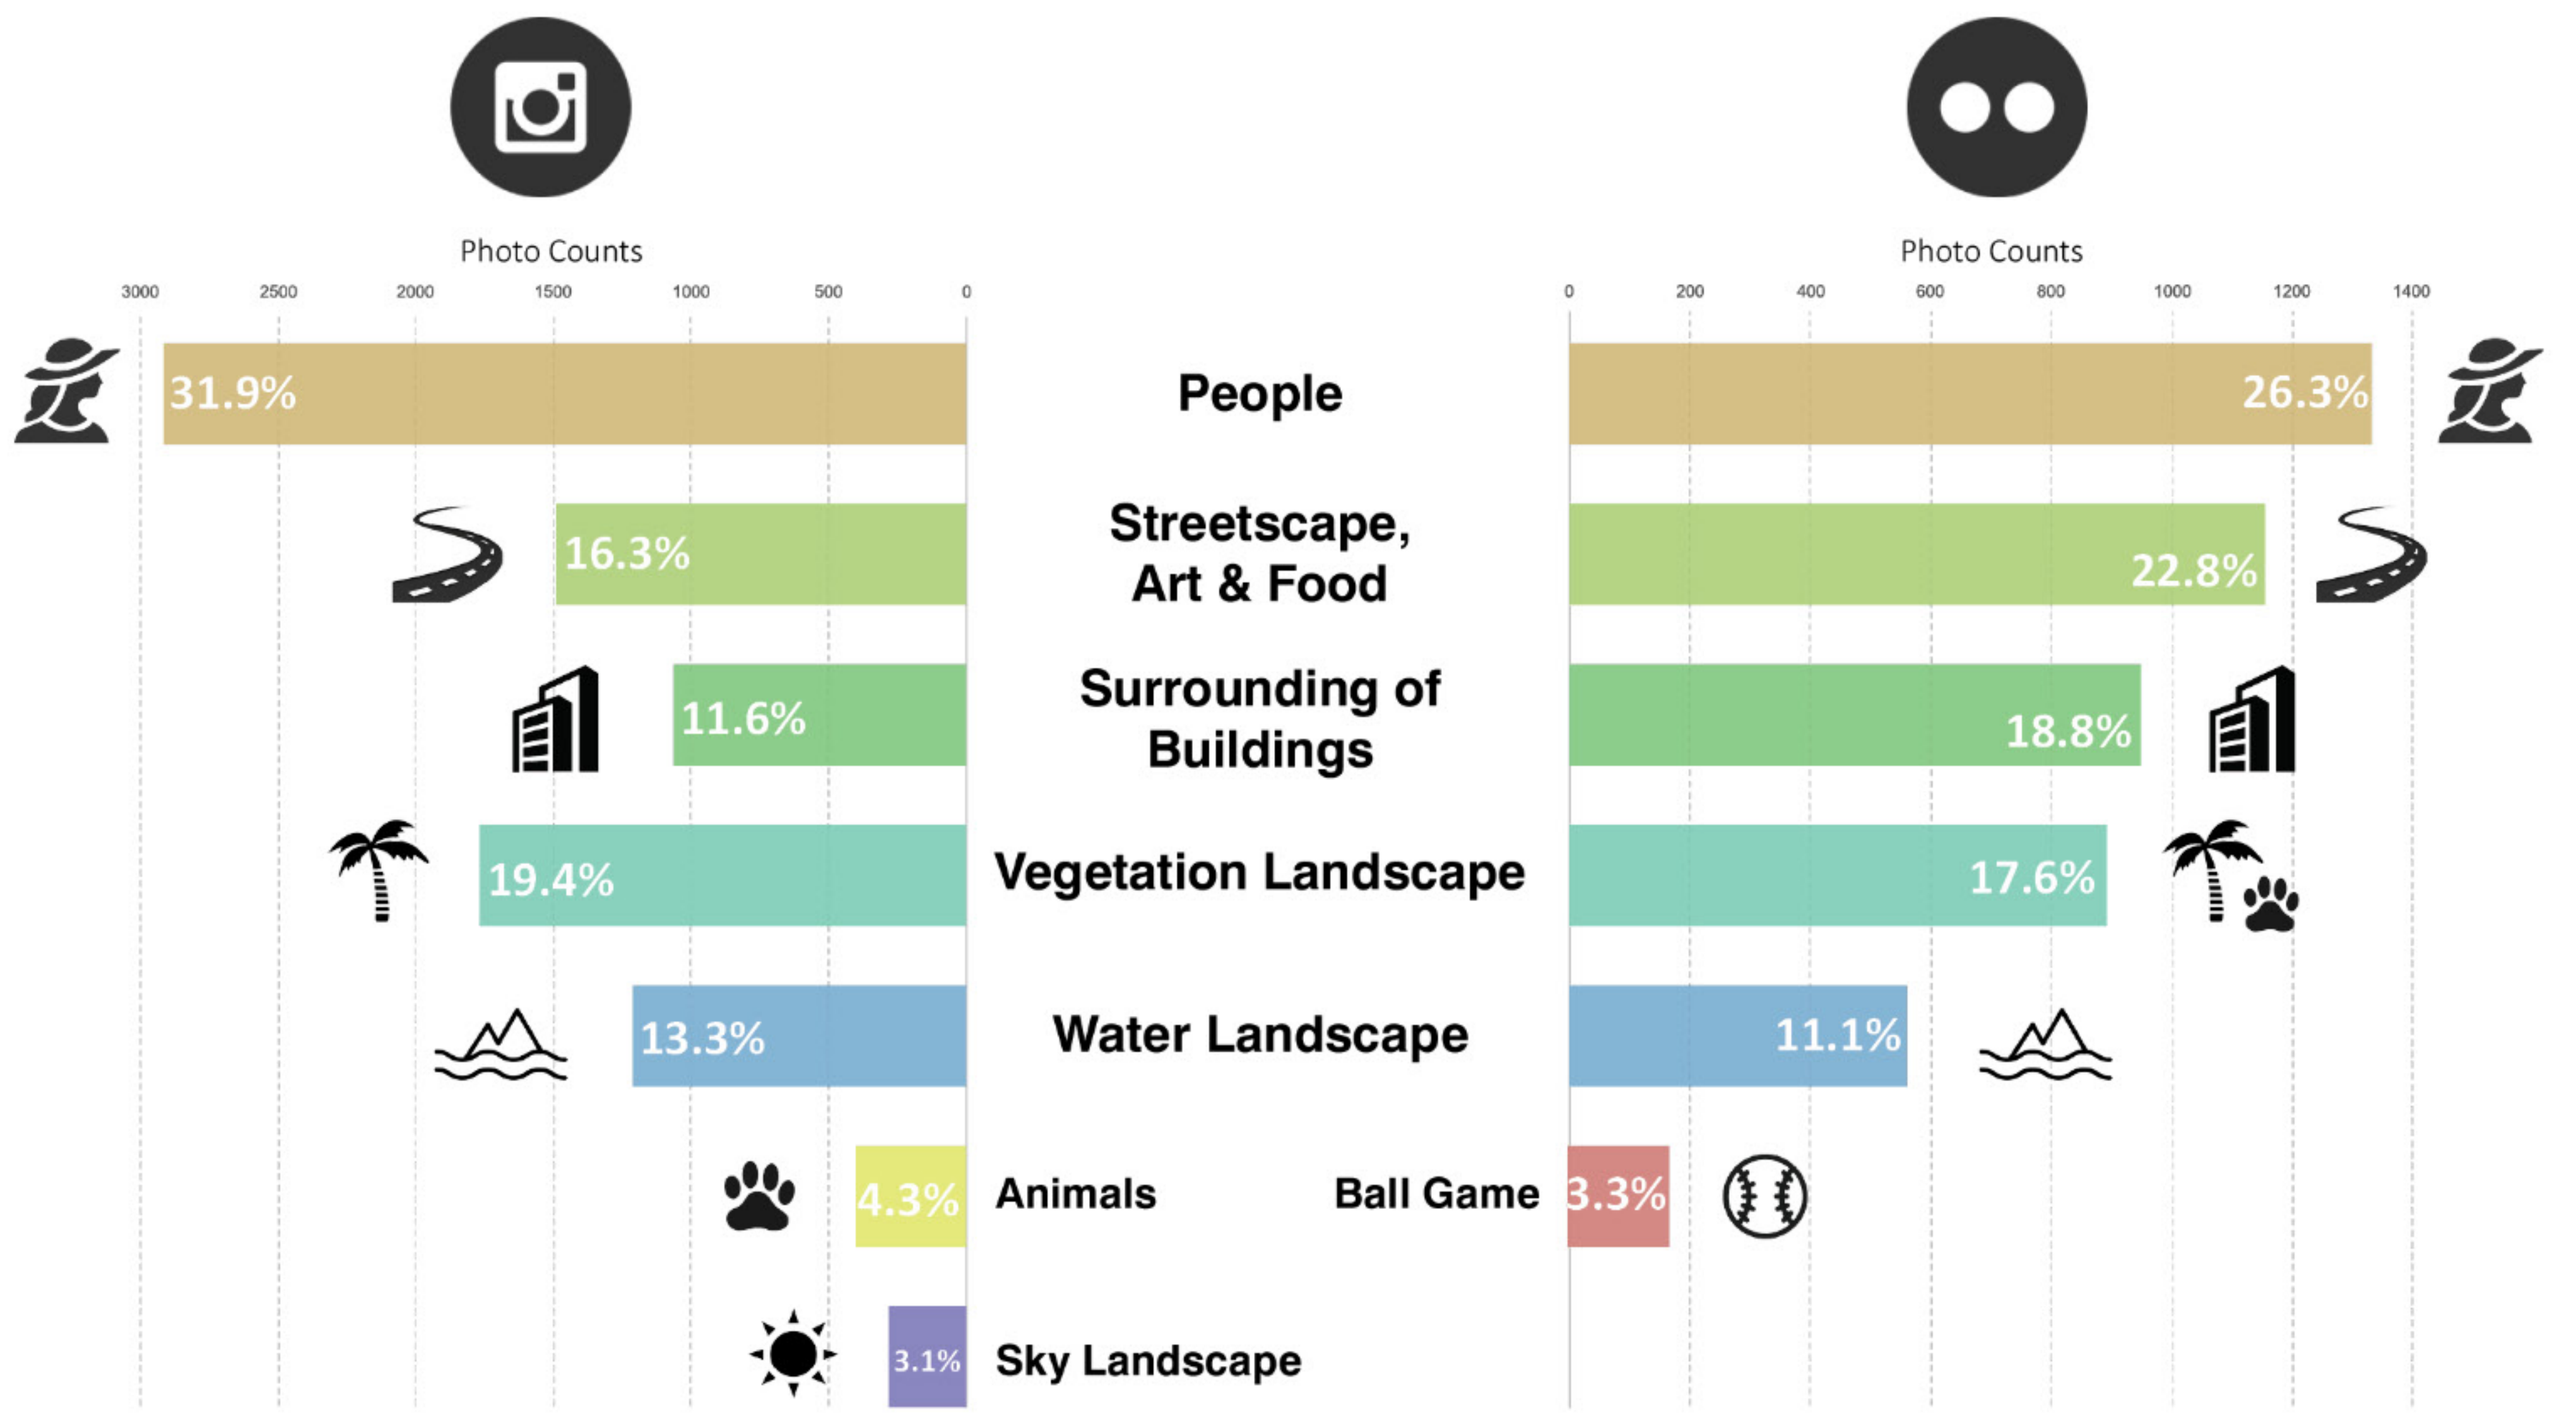 Photo Counts
Photo Counts
3000 2500 2000 1500 1000 500 0
0 200 400 600 800 1000 1200 1400
31.9%
People
26.3%
16.3%
Streetscape,
Art & Food
22.8%
11.6%
Surrounding of
Buildings
18.8%
19.4%
Vegetation Landscape
17.6%
13.3%
Water Landscape
11.1%
4.3%
Animals
Ball Game
3.3%
3.1%
Sky Landscape